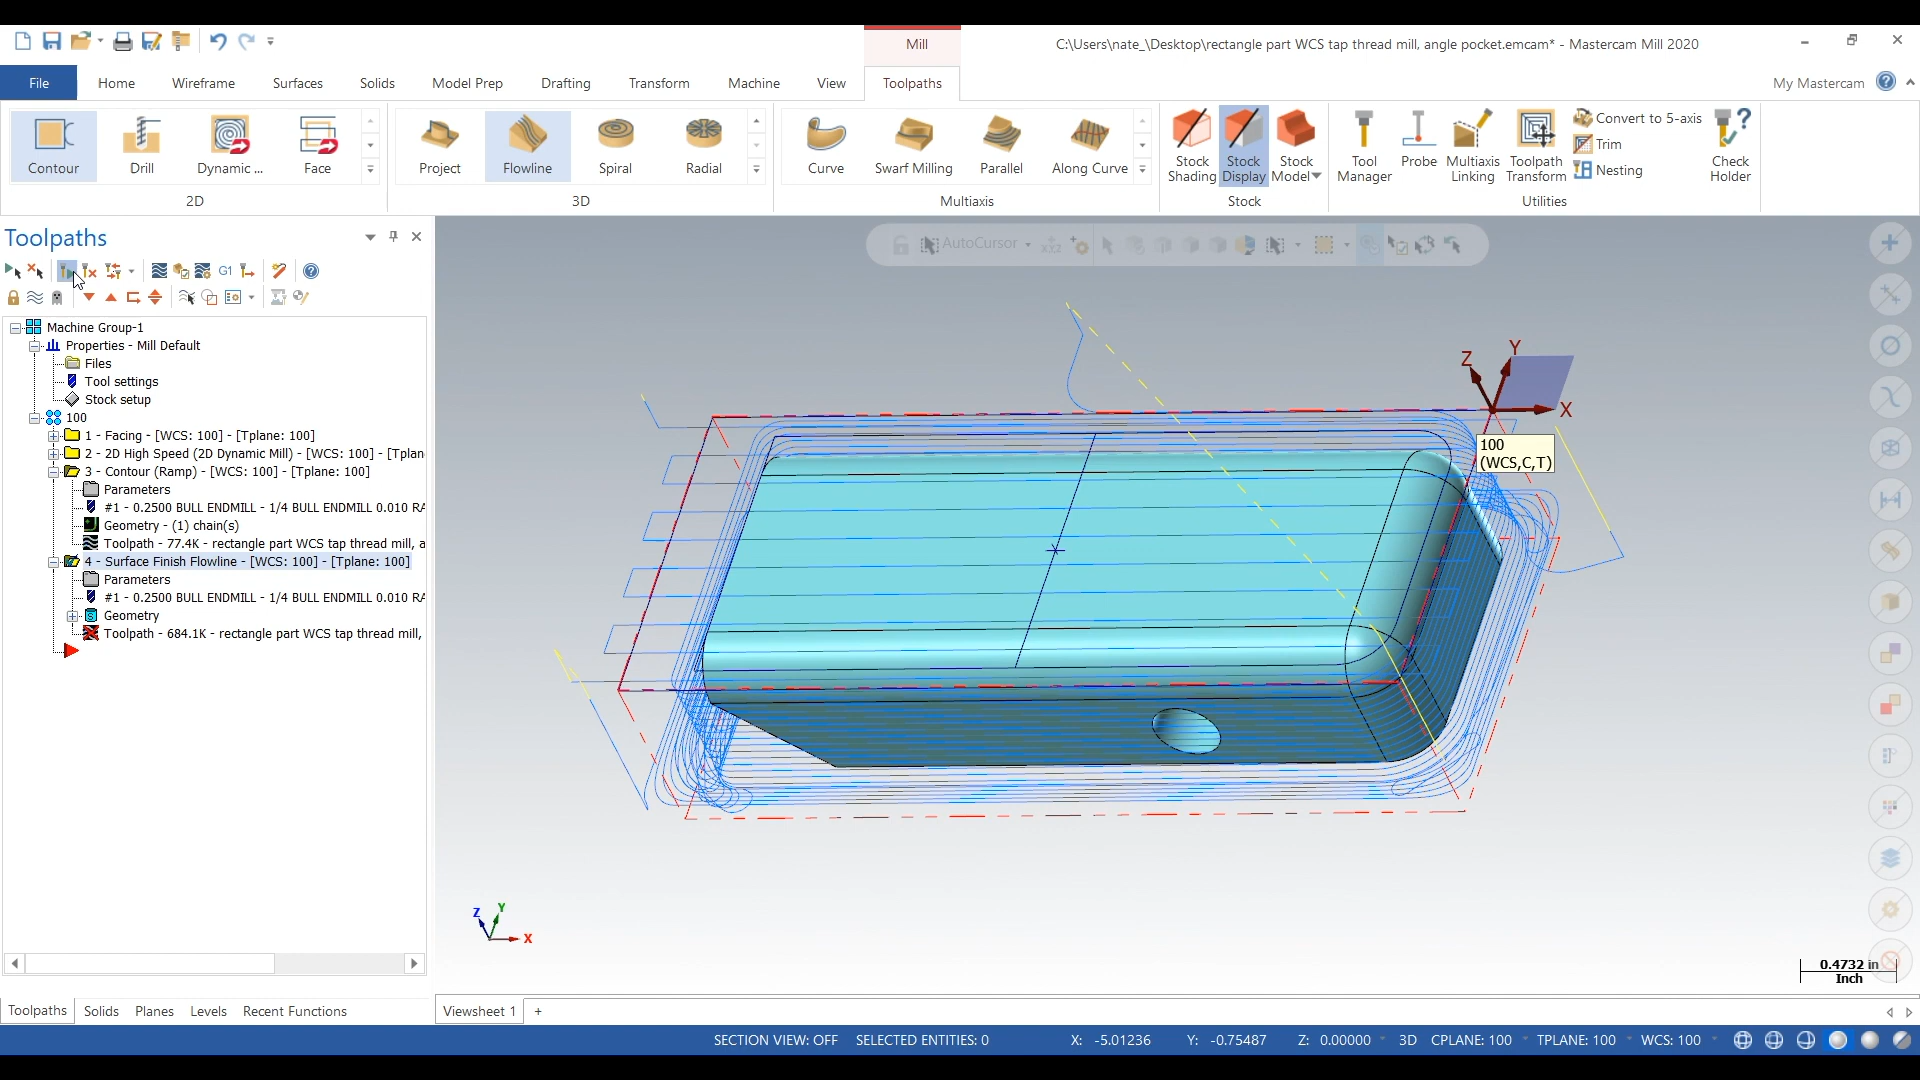 Mill
C:\Users\nate_\Desktop\rectangle part WCS tap thread mill, angle pocket.emcam* - Mastercam Mill 2020
File
Home
Wireframe
Surfaces
Solids
Model Prep
Drafting
Transform
Machine
View
Toolpaths
My Mastercam
Contour
Drill
Dynamic ...
Face
2D
Project
Flowline
Spiral
Radial
3D
Curve
Swarf Milling
Parallel
Along Curve
Multiaxis
Stock
Shading
Stock
Display
Stock
Model
Stock
Tool
Manager
Probe
Multiaxis
Linking
Toolpath
Transform
Convert to 5-axis
Trim
Nesting
Check
Holder
Utilities
Toolpaths
G1
AutoCursor
Machine Group-1
Properties - Mill Default
Files
Tool settings
Stock setup
100
1 - Facing - [WCS: 100] - [Tplane: 100]
2 - 2D High Speed (2D Dynamic Mill) - [WCS: 100] - [Tplan
3 - Contour (Ramp) - [WCS: 100] - [Tplane: 100]
Parameters
#1 - 0.2500 BULL ENDMILL - 1/4 BULL ENDMILL 0.010 RA
Geometry - (1) chain(s)
Toolpath - 77.4K - rectangle part WCS tap thread mill, a
4 - Surface Finish Flowline - [WCS: 100] - [Tplane: 100]
Parameters
#1 - 0.2500 BULL ENDMILL - 1/4 BULL ENDMILL 0.010 RA
Geometry
Toolpath - 684.1K - rectangle part WCS tap thread mill,
Z
Y
X
100
(WCS,C,T)
Z
Y
X
0.4732 in
Inch
Toolpaths
Solids
Planes
Levels
Recent Functions
Viewsheet 1
+
SECTION VIEW: OFF
SELECTED ENTITIES: 0
X: -5.01236
Y: -0.75487
Z: 0.00000
3D
CPLANE: 100
TPLANE: 100
WCS: 100